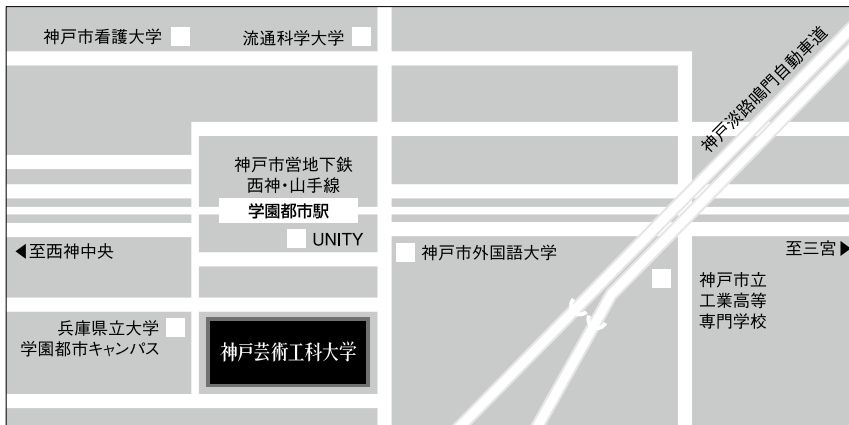 神戸市看護大学
流通科学大学
神戸淡路鳴門自動車道
神戸市営地下鉄
西神・山手線
学園都市駅
UNITY
◀至西神中央
神戸市外国語大学
至三宮▶
神戸市立
工業高等
専門学校
兵庫県立大学
学園都市キャンパス
神戸芸術工科大学